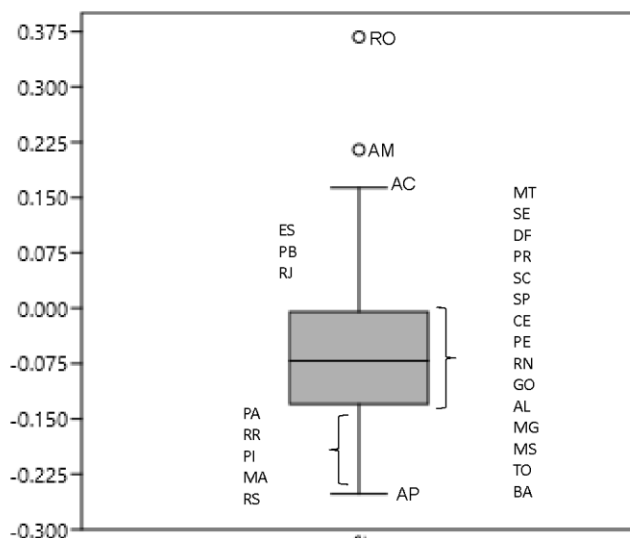 0.375
RO
0.300
0.225
AM
AC
0.150
ES
PB
RJ
0.075
0.000
-0.075
-0.150
PA
RR
PI
MA
RS
-0.225
AP
-0.300
MT
SE
DF
PR
SC
SP
CE
PE
RN
GO
AL
MG
MS
TO
BA